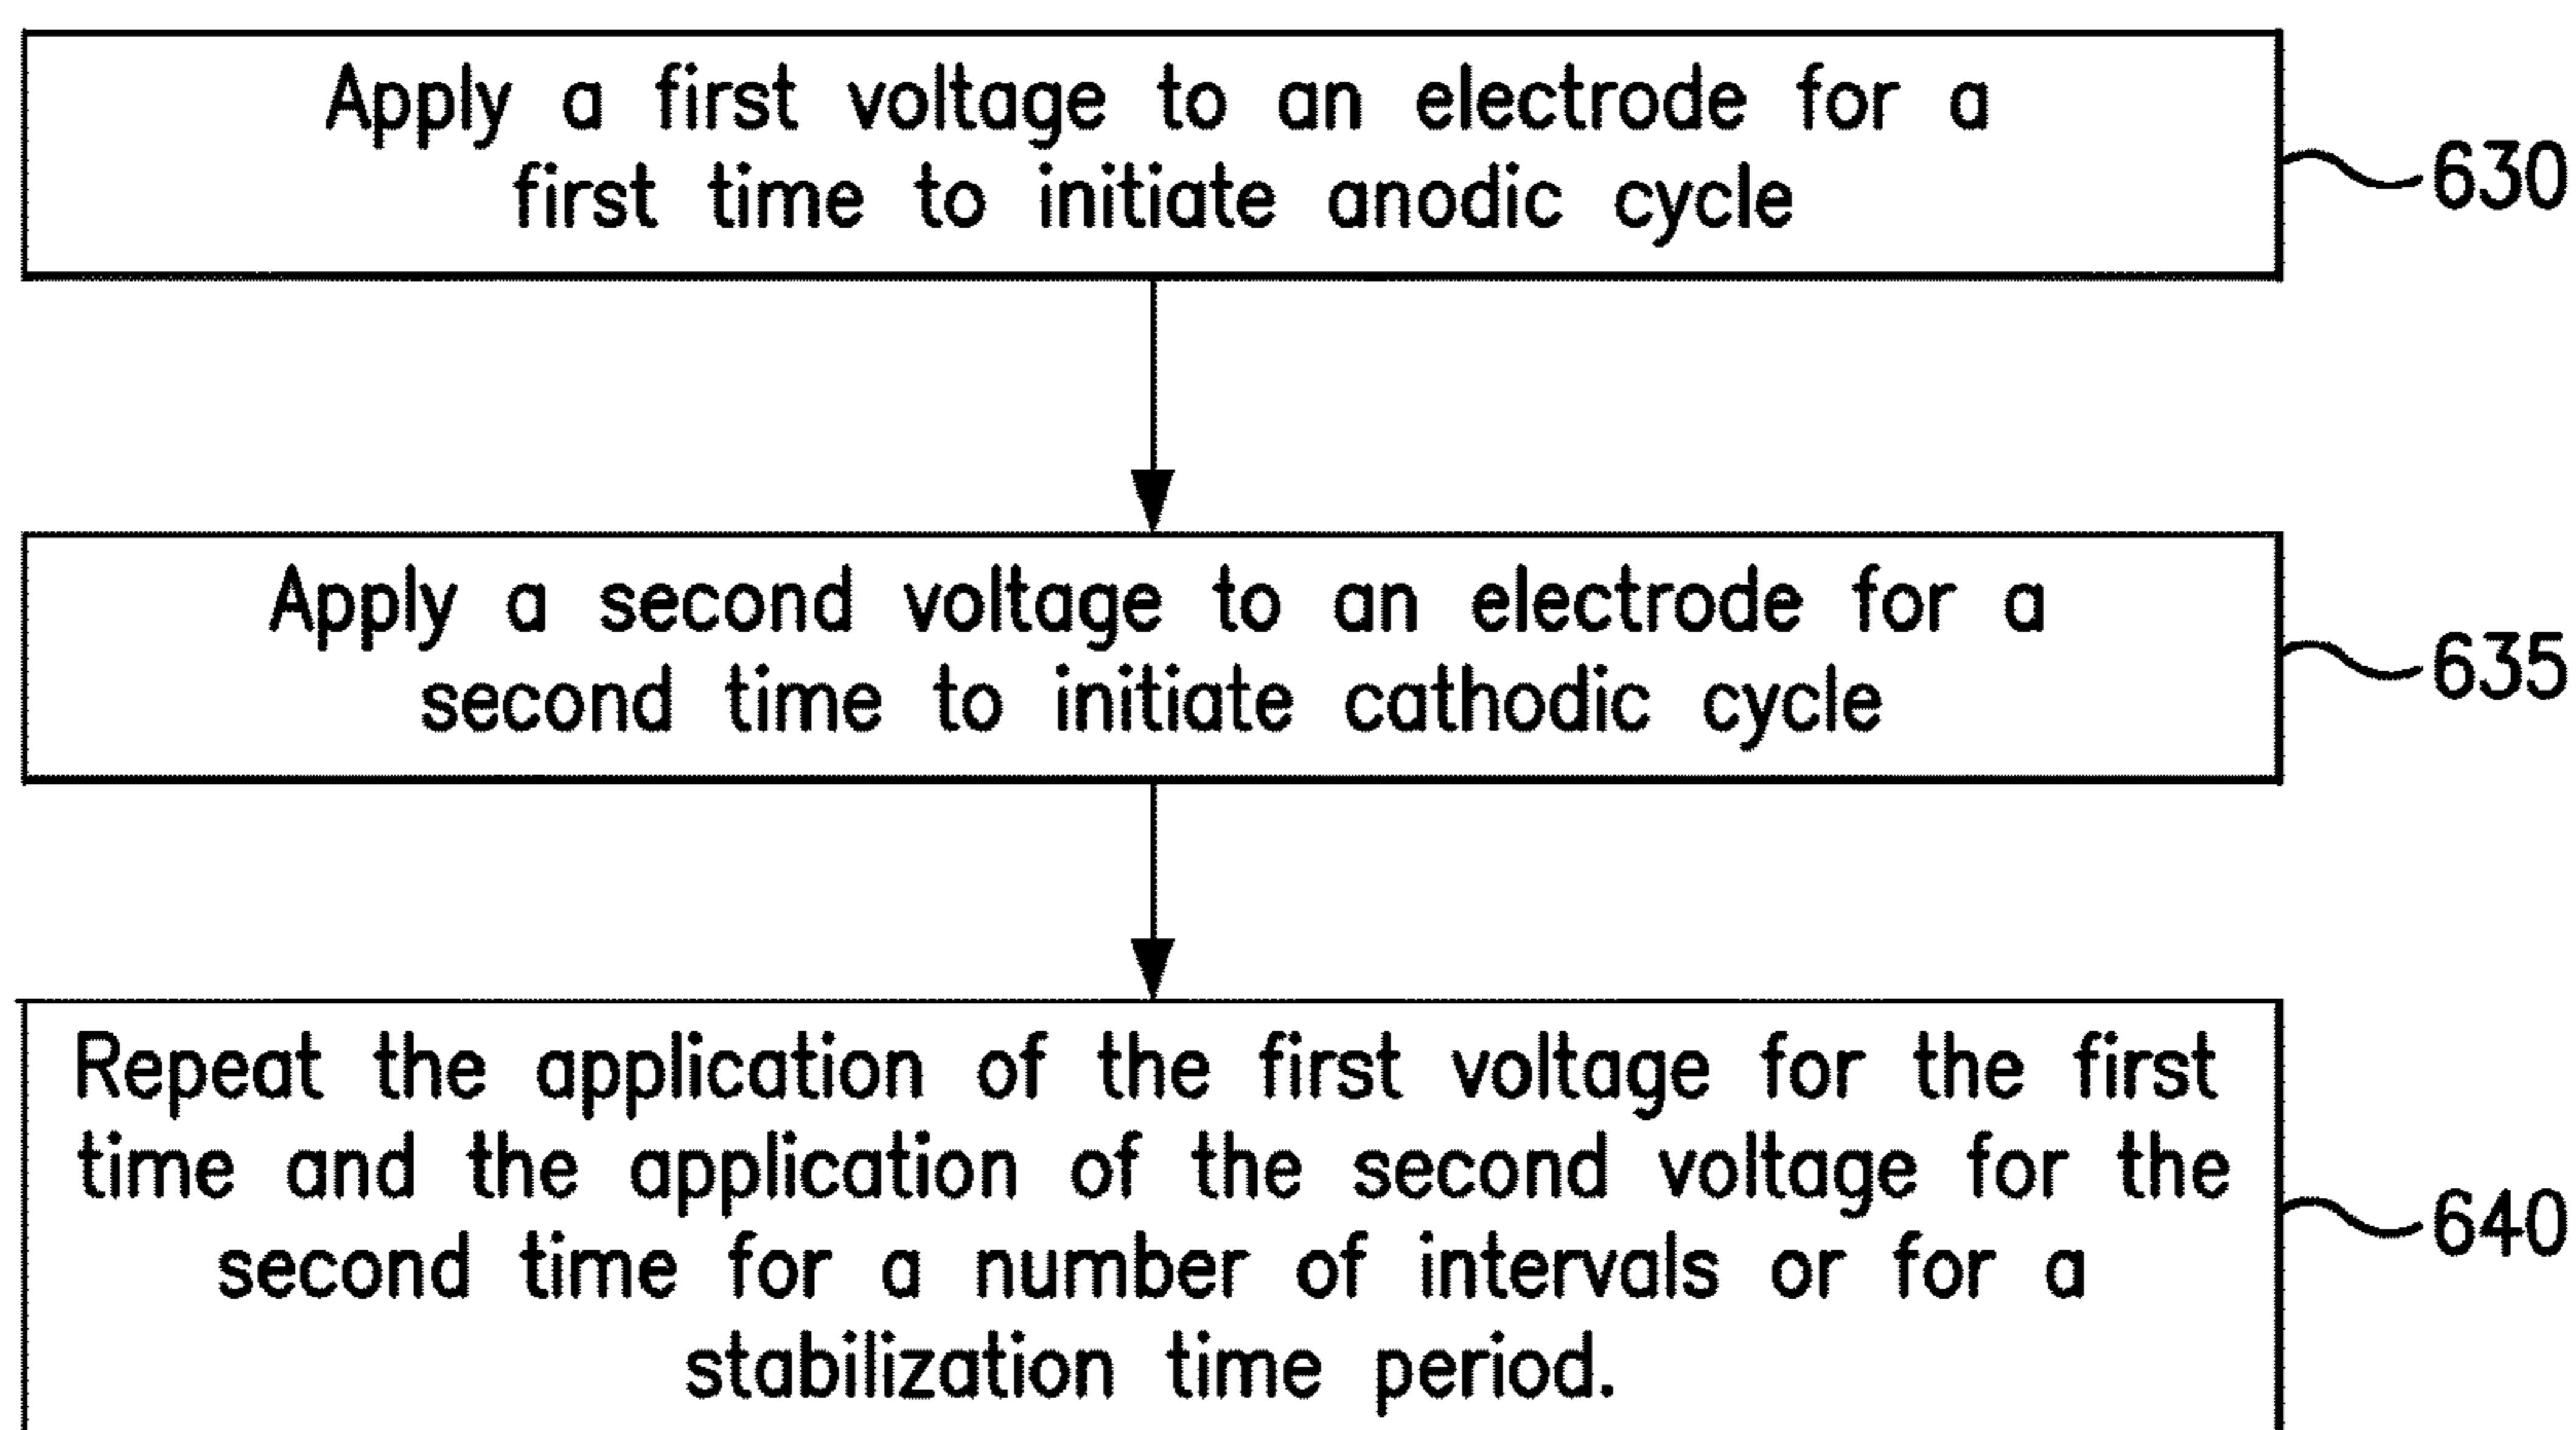 Apply a first voltage to an electrode for a
first time to initiate anodic cycle
630
Apply a second voltage to an electrode for a
second time to initiate cathodic cycle
635
Repeat the application of the first voltage for the first
time and the application of the second voltage for the
second time for a number of intervals or for a
stabilization time period.
640